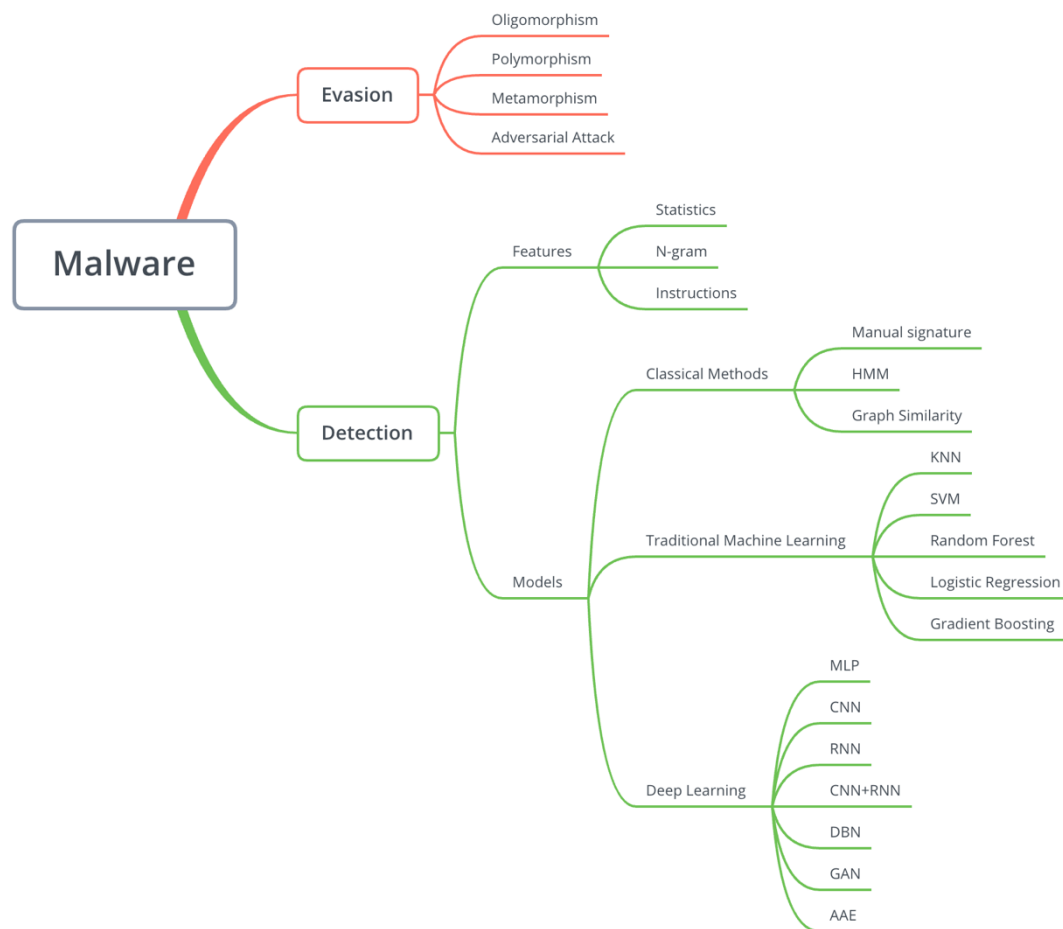 Oligomorphism
Polymorphism
Evasion
Metamorphism
Adversarial Attack
Malware
Statistics
Features
N-gram
Instructions
Manual signature
Classical Methods
HMM
Graph Similarity
Detection
KNN
SVM
Traditional Machine Learning
Random Forest
Logistic Regression
Gradient Boosting
Models
MLP
CNN
RNN
Deep Learning
CNN+RNN
DBN
GAN
AAE